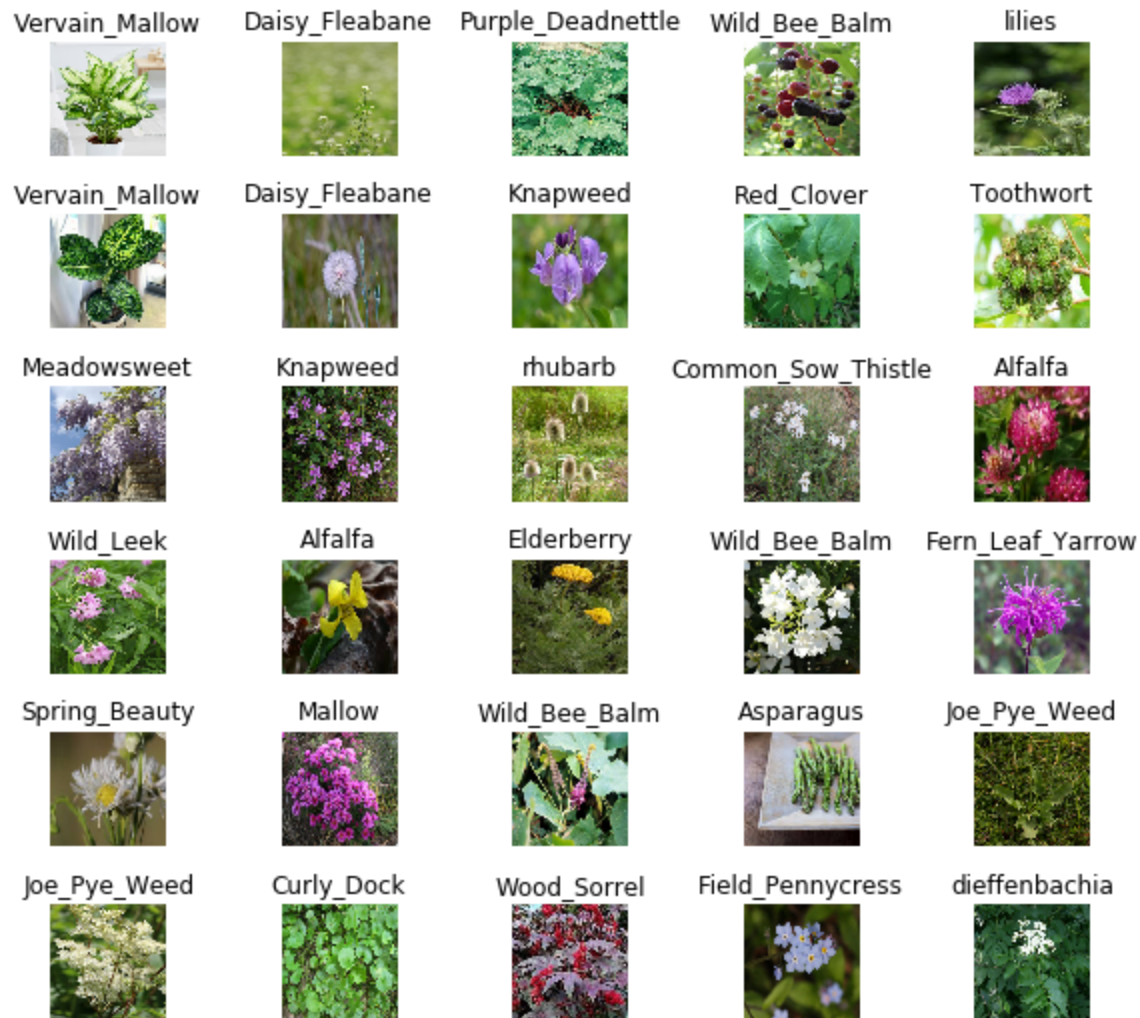 Vervain_Mallow Daisy_Fleabane Purple_Deadnettle Wild_Bee_Balm lilies
Vervain_Mallow Daisy_Fleabane Knapweed Red_Clover Toothwort
Meadowsweet Knapweed rhubarb Common_Sow_Thistle Alfalfa
Wild_Leek Alfalfa Elderberry Wild_Bee_Balm Fern_Leaf_Yarrow
Spring_Beauty Mallow Wild_Bee_Balm Asparagus Joe_Pye_Weed
Joe_Pye_Weed Curly_Dock Wood_Sorrel Field_Pennycress dieffenbachia